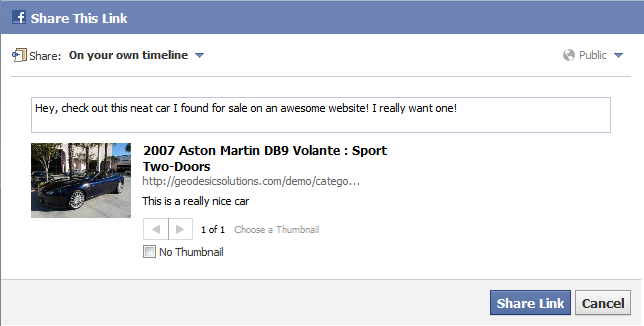 Share This Link
Share: On your own timeline
Public
Hey, check out this neat car I found for sale on an awesome website! I really want one!
2007 Aston Martin DB9 Volante : Sport
Two-Doors
http://geodesicsolutions.com/demo/catego...
This is a really nice car
1 of 1 Choose a Thumbnail
No Thumbnail
Share Link Cancel